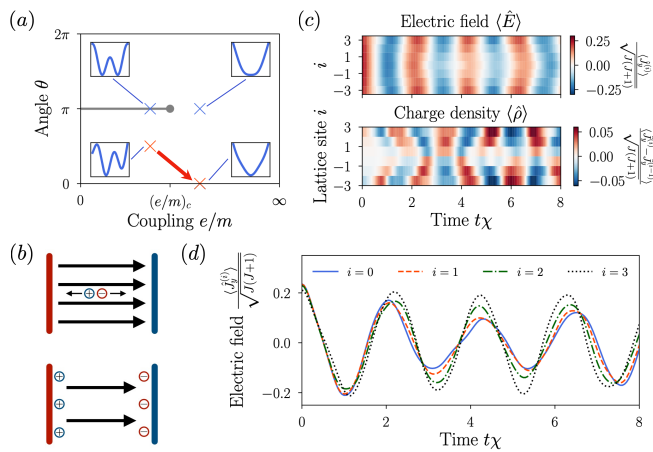 (a)
2π
π
0
Angle θ
0
(e/m)c
∞
Coupling e/m
(b)
+ −
+
+
+
−
−
−
(c)
Electric field ⟨Ê⟩
3
1
−1
−3
i
0.25
0.00
−0.25
Charge density ⟨ρ̂⟩
3
1
−1
−3
Lattice site i
0.05
0.00
−0.05
0 2 4 6 8
Time tχ
(d)
Electric field ⟨Ĵy(i)⟩ / √J(J+1)
i = 0 i = 1 i = 2 i = 3
0.2
0.0
−0.2
0 2 4 6 8
Time tχ